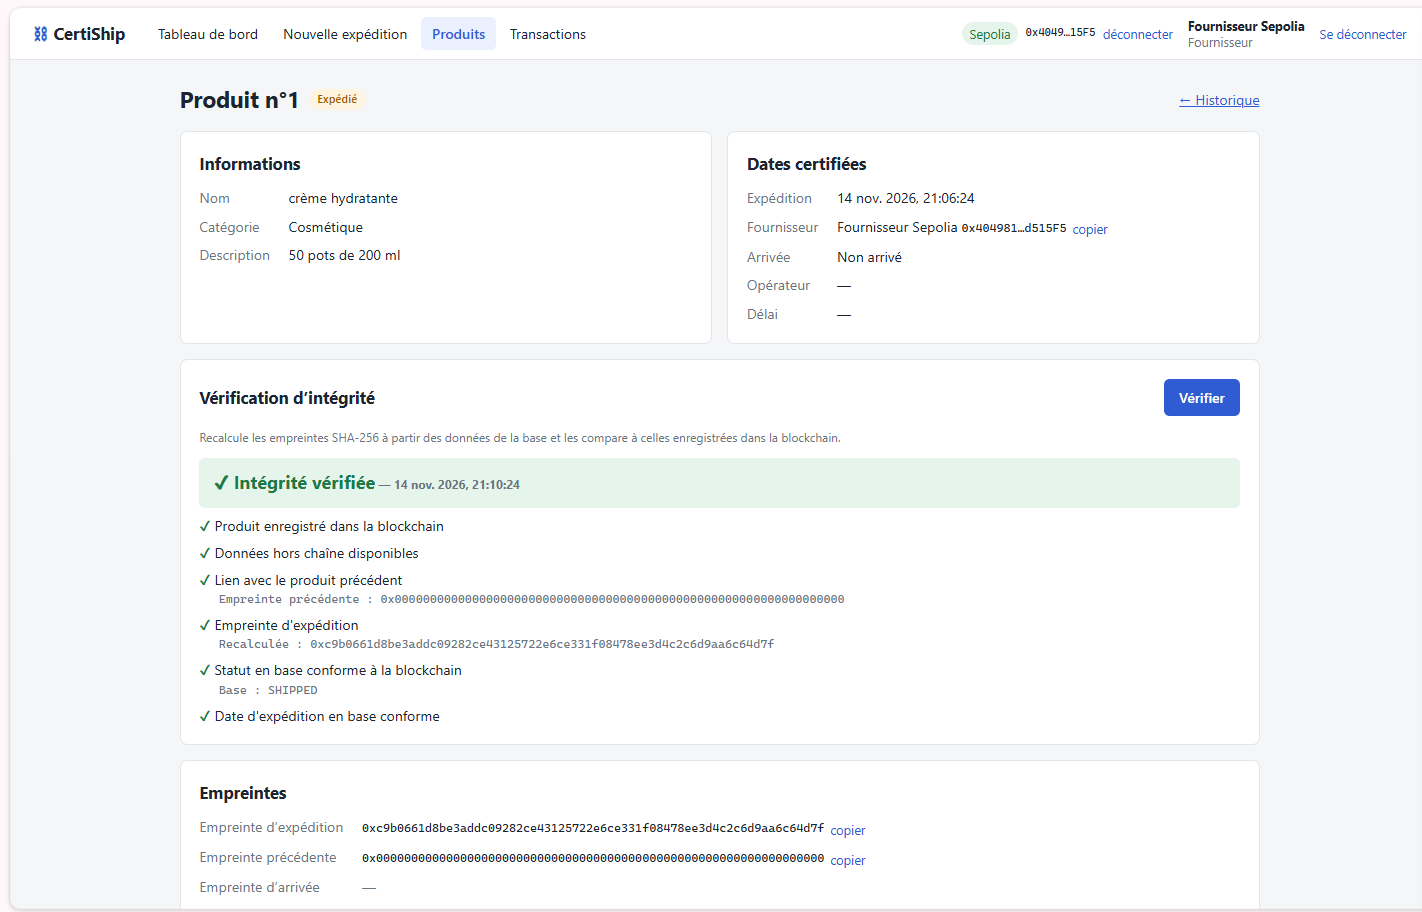 CertiShip
Tableau de bord
Nouvelle expédition
Produits
Transactions
Sepolia
0x4049…15F5
déconnecter
Fournisseur Sepolia
Fournisseur
Se déconnecter
Produit n°1
Expédié
← Historique
Informations
Nom crème hydratante
Catégorie Cosmétique
Description 50 pots de 200 ml
Dates certifiées
Expédition 14 nov. 2026, 21:06:24
Fournisseur Fournisseur Sepolia 0x404981…d515F5 copier
Arrivée Non arrivé
Opérateur —
Délai —
Vérification d’intégrité
Vérifier
Recalcule les empreintes SHA-256 à partir des données de la base et les compare à celles enregistrées dans la blockchain.
✓ Intégrité vérifiée — 14 nov. 2026, 21:10:24
✓ Produit enregistré dans la blockchain
✓ Données hors chaîne disponibles
✓ Lien avec le produit précédent
Empreinte précédente : 0x0000000000000000000000000000000000000000000000000000000000000000
✓ Empreinte d'expédition
Recalculée : 0xc9b0661d8be3addc09282ce43125722e6ce331f08478ee3d4c2c6d9aa6c64d7f
✓ Statut en base conforme à la blockchain
Base : SHIPPED
✓ Date d'expédition en base conforme
Empreintes
Empreinte d’expédition 0xc9b0661d8be3addc09282ce43125722e6ce331f08478ee3d4c2c6d9aa6c64d7f copier
Empreinte précédente 0x0000000000000000000000000000000000000000000000000000000000000000 copier
Empreinte d’arrivée —